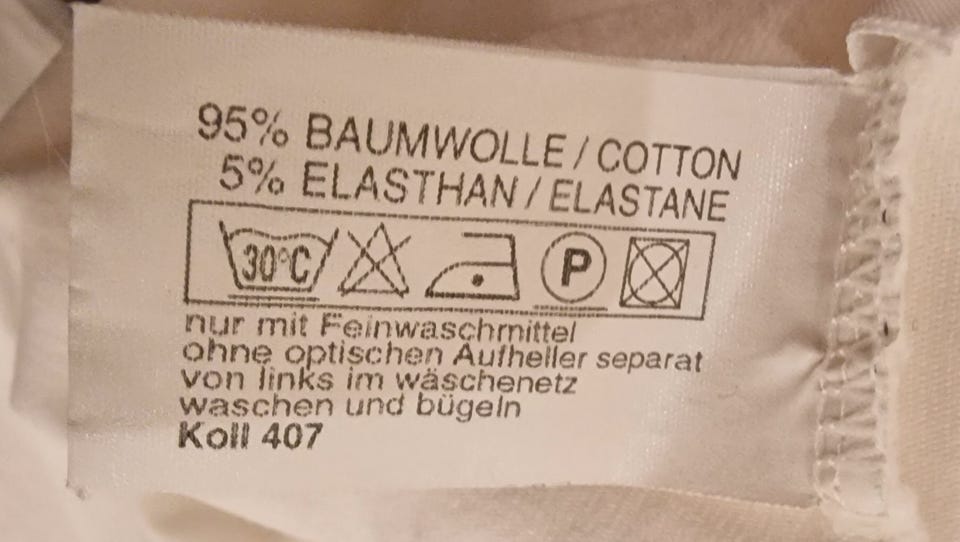 95% BAUMWOLLE / COTTON
5% ELASTHAN / ELASTANE
30°C P
nur mit Feinwaschmittel
ohne optischen Aufheller separat
von links im wäschenetz
waschen und bügeln
Koll 407